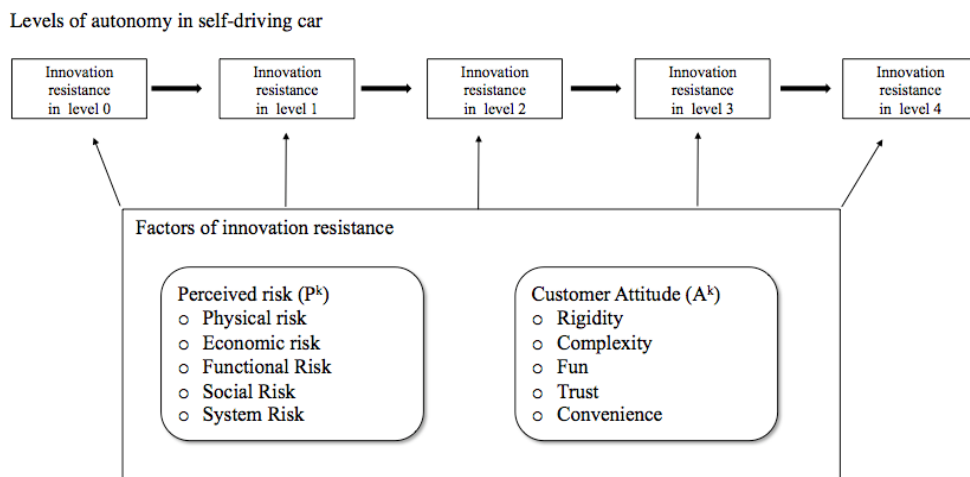 Levels of autonomy in self-driving car
Innovation
resistance
in level 0
Innovation
resistance
in level 1
Innovation
resistance
in level 2
Innovation
resistance
in level 3
Innovation
resistance
in level 4
Factors of innovation resistance
Perceived risk (Pᵏ)
○ Physical risk
○ Economic risk
○ Functional Risk
○ Social Risk
○ System Risk
Customer Attitude (Aᵏ)
○ Rigidity
○ Complexity
○ Fun
○ Trust
○ Convenience